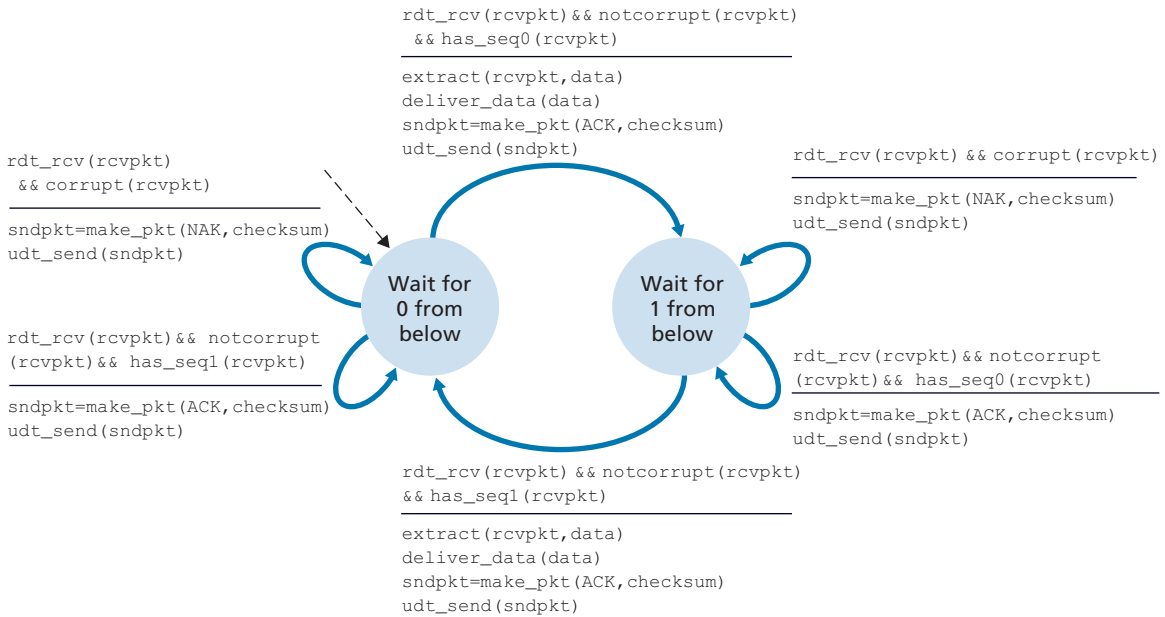 rdt_rcv(rcvpkt)&& notcorrupt(rcvpkt)
&& has_seq0(rcvpkt)
extract(rcvpkt,data)
deliver_data(data)
sndpkt=make_pkt(ACK,checksum)
udt_send(sndpkt)
rdt_rcv(rcvpkt)
&& corrupt(rcvpkt)
sndpkt=make_pkt(NAK,checksum)
udt_send(sndpkt)
rdt_rcv(rcvpkt) && corrupt(rcvpkt)
sndpkt=make_pkt(NAK,checksum)
udt_send(sndpkt)
Wait for
0 from
below
Wait for
1 from
below
rdt_rcv(rcvpkt)&& notcorrupt
(rcvpkt)&& has_seq1(rcvpkt)
sndpkt=make_pkt(ACK,checksum)
udt_send(sndpkt)
rdt_rcv(rcvpkt)&& notcorrupt
(rcvpkt)&& has_seq0(rcvpkt)
sndpkt=make_pkt(ACK,checksum)
udt_send(sndpkt)
rdt_rcv(rcvpkt) && notcorrupt(rcvpkt)
&& has_seq1(rcvpkt)
extract(rcvpkt,data)
deliver_data(data)
sndpkt=make_pkt(ACK,checksum)
udt_send(sndpkt)